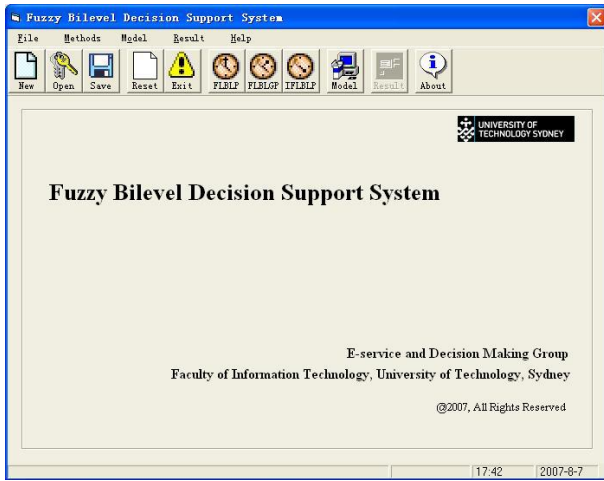 Fuzzy Bilevel Decision Support System
File Methods Model Result Help
New Open Save Reset Exit FLBLP FLBLGP IFLBLP Model Result About
UNIVERSITY OF
TECHNOLOGY SYDNEY
Fuzzy Bilevel Decision Support System
E-service and Decision Making Group
Faculty of Information Technology, University of Technology, Sydney
@2007, All Rights Reserved
17:42 2007-8-7